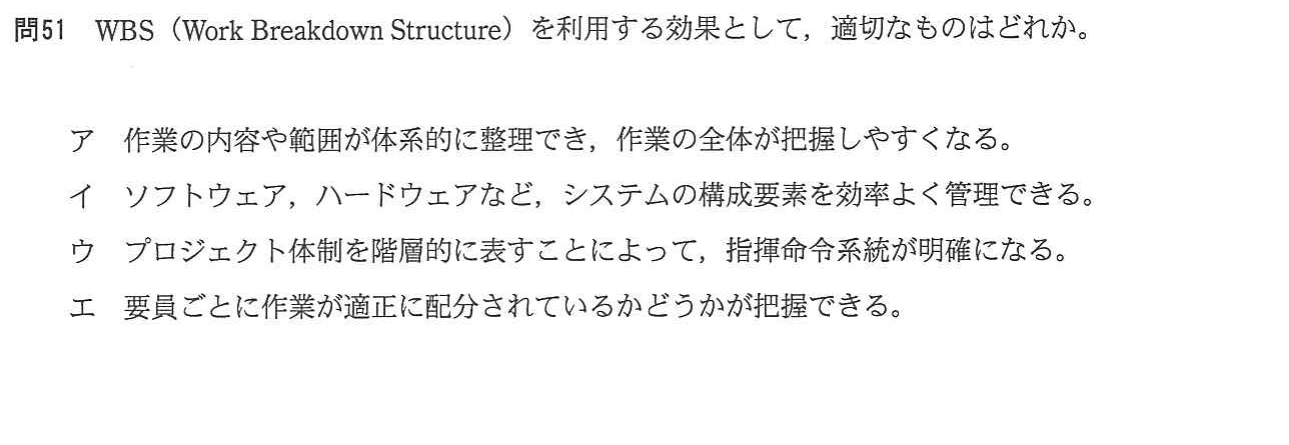 問51 WBS（Work Breakdown Structure）を利用する効果として，適切なものはどれか。
ア 作業の内容や範囲が体系的に整理でき，作業の全体が把握しやすくなる。
イ ソフトウェア，ハードウェアなど，システムの構成要素を効率よく管理できる。
ウ プロジェクト体制を階層的に表すことによって，指揮命令系統が明確になる。
エ 要員ごとに作業が適正に配分されているかどうかが把握できる。